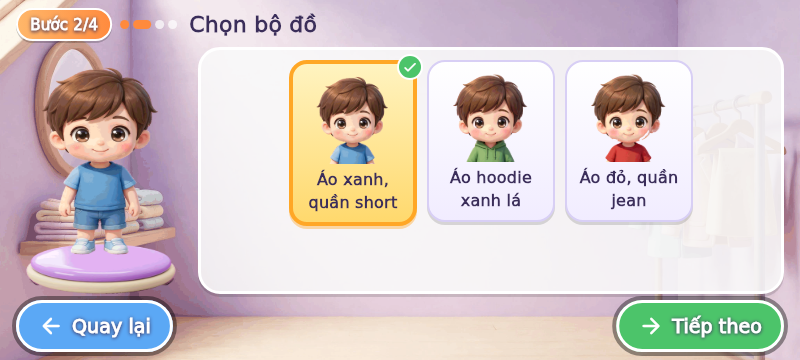 Bước 2/4
Chọn bộ đồ
Áo xanh,
quần short
Áo hoodie
xanh lá
Áo đỏ, quần
jean
Quay lại
Tiếp theo